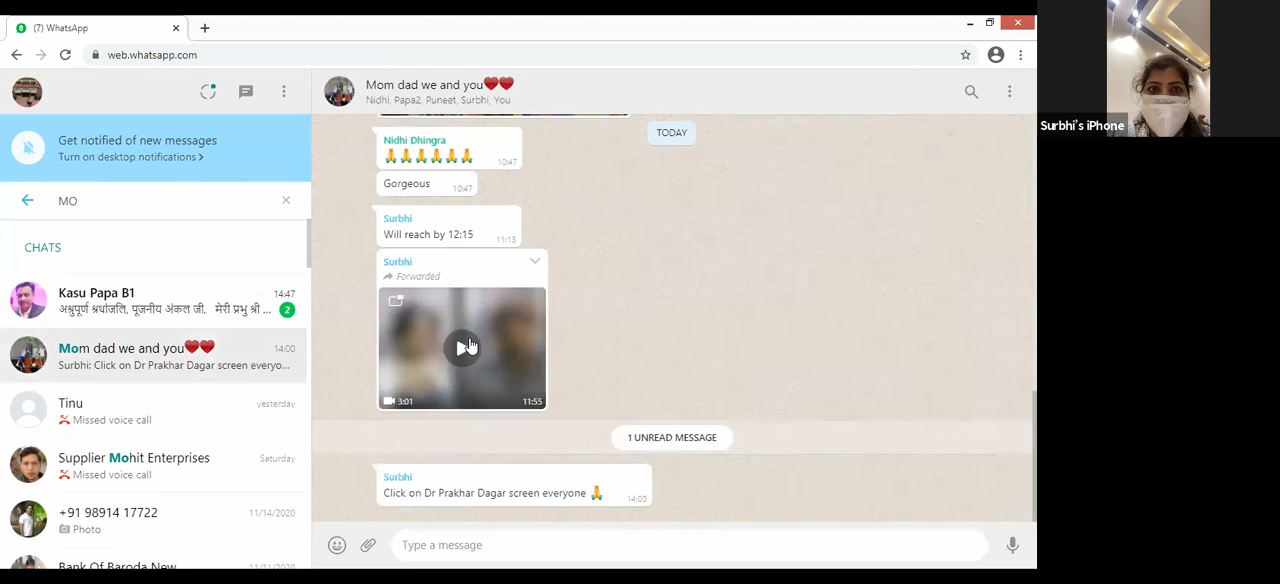 (7) WhatsApp
web.whatsapp.com
Get notified of new messages
Turn on desktop notifications >
MO
CHATS
Kasu Papa B1
14:47
अश्रुपूर्ण श्रधांजलि, पूजनीय अंकल जी, मेरी प्रभु श्री ...
2
Mom dad we and you❤❤
14:00
Surbhi: Click on Dr Prakhar Dagar screen everyo...
Tinu
yesterday
Missed voice call
Supplier Mohit Enterprises
Saturday
Missed voice call
+91 98914 17722
11/14/2020
Photo
Bank Of Baroda New
11/11/2020
Mom dad we and you❤❤
Nidhi, Papa2, Puneet, Surbhi, You
TODAY
Nidhi Dhingra
🙏🙏🙏🙏🙏🙏
10:47
Gorgeous
10:47
Surbhi
Will reach by 12:15
11:13
Surbhi
Forwarded
3:01
11:55
1 UNREAD MESSAGE
Surbhi
Click on Dr Prakhar Dagar screen everyone 🙏
14:00
Type a message
Surbhi's iPhone